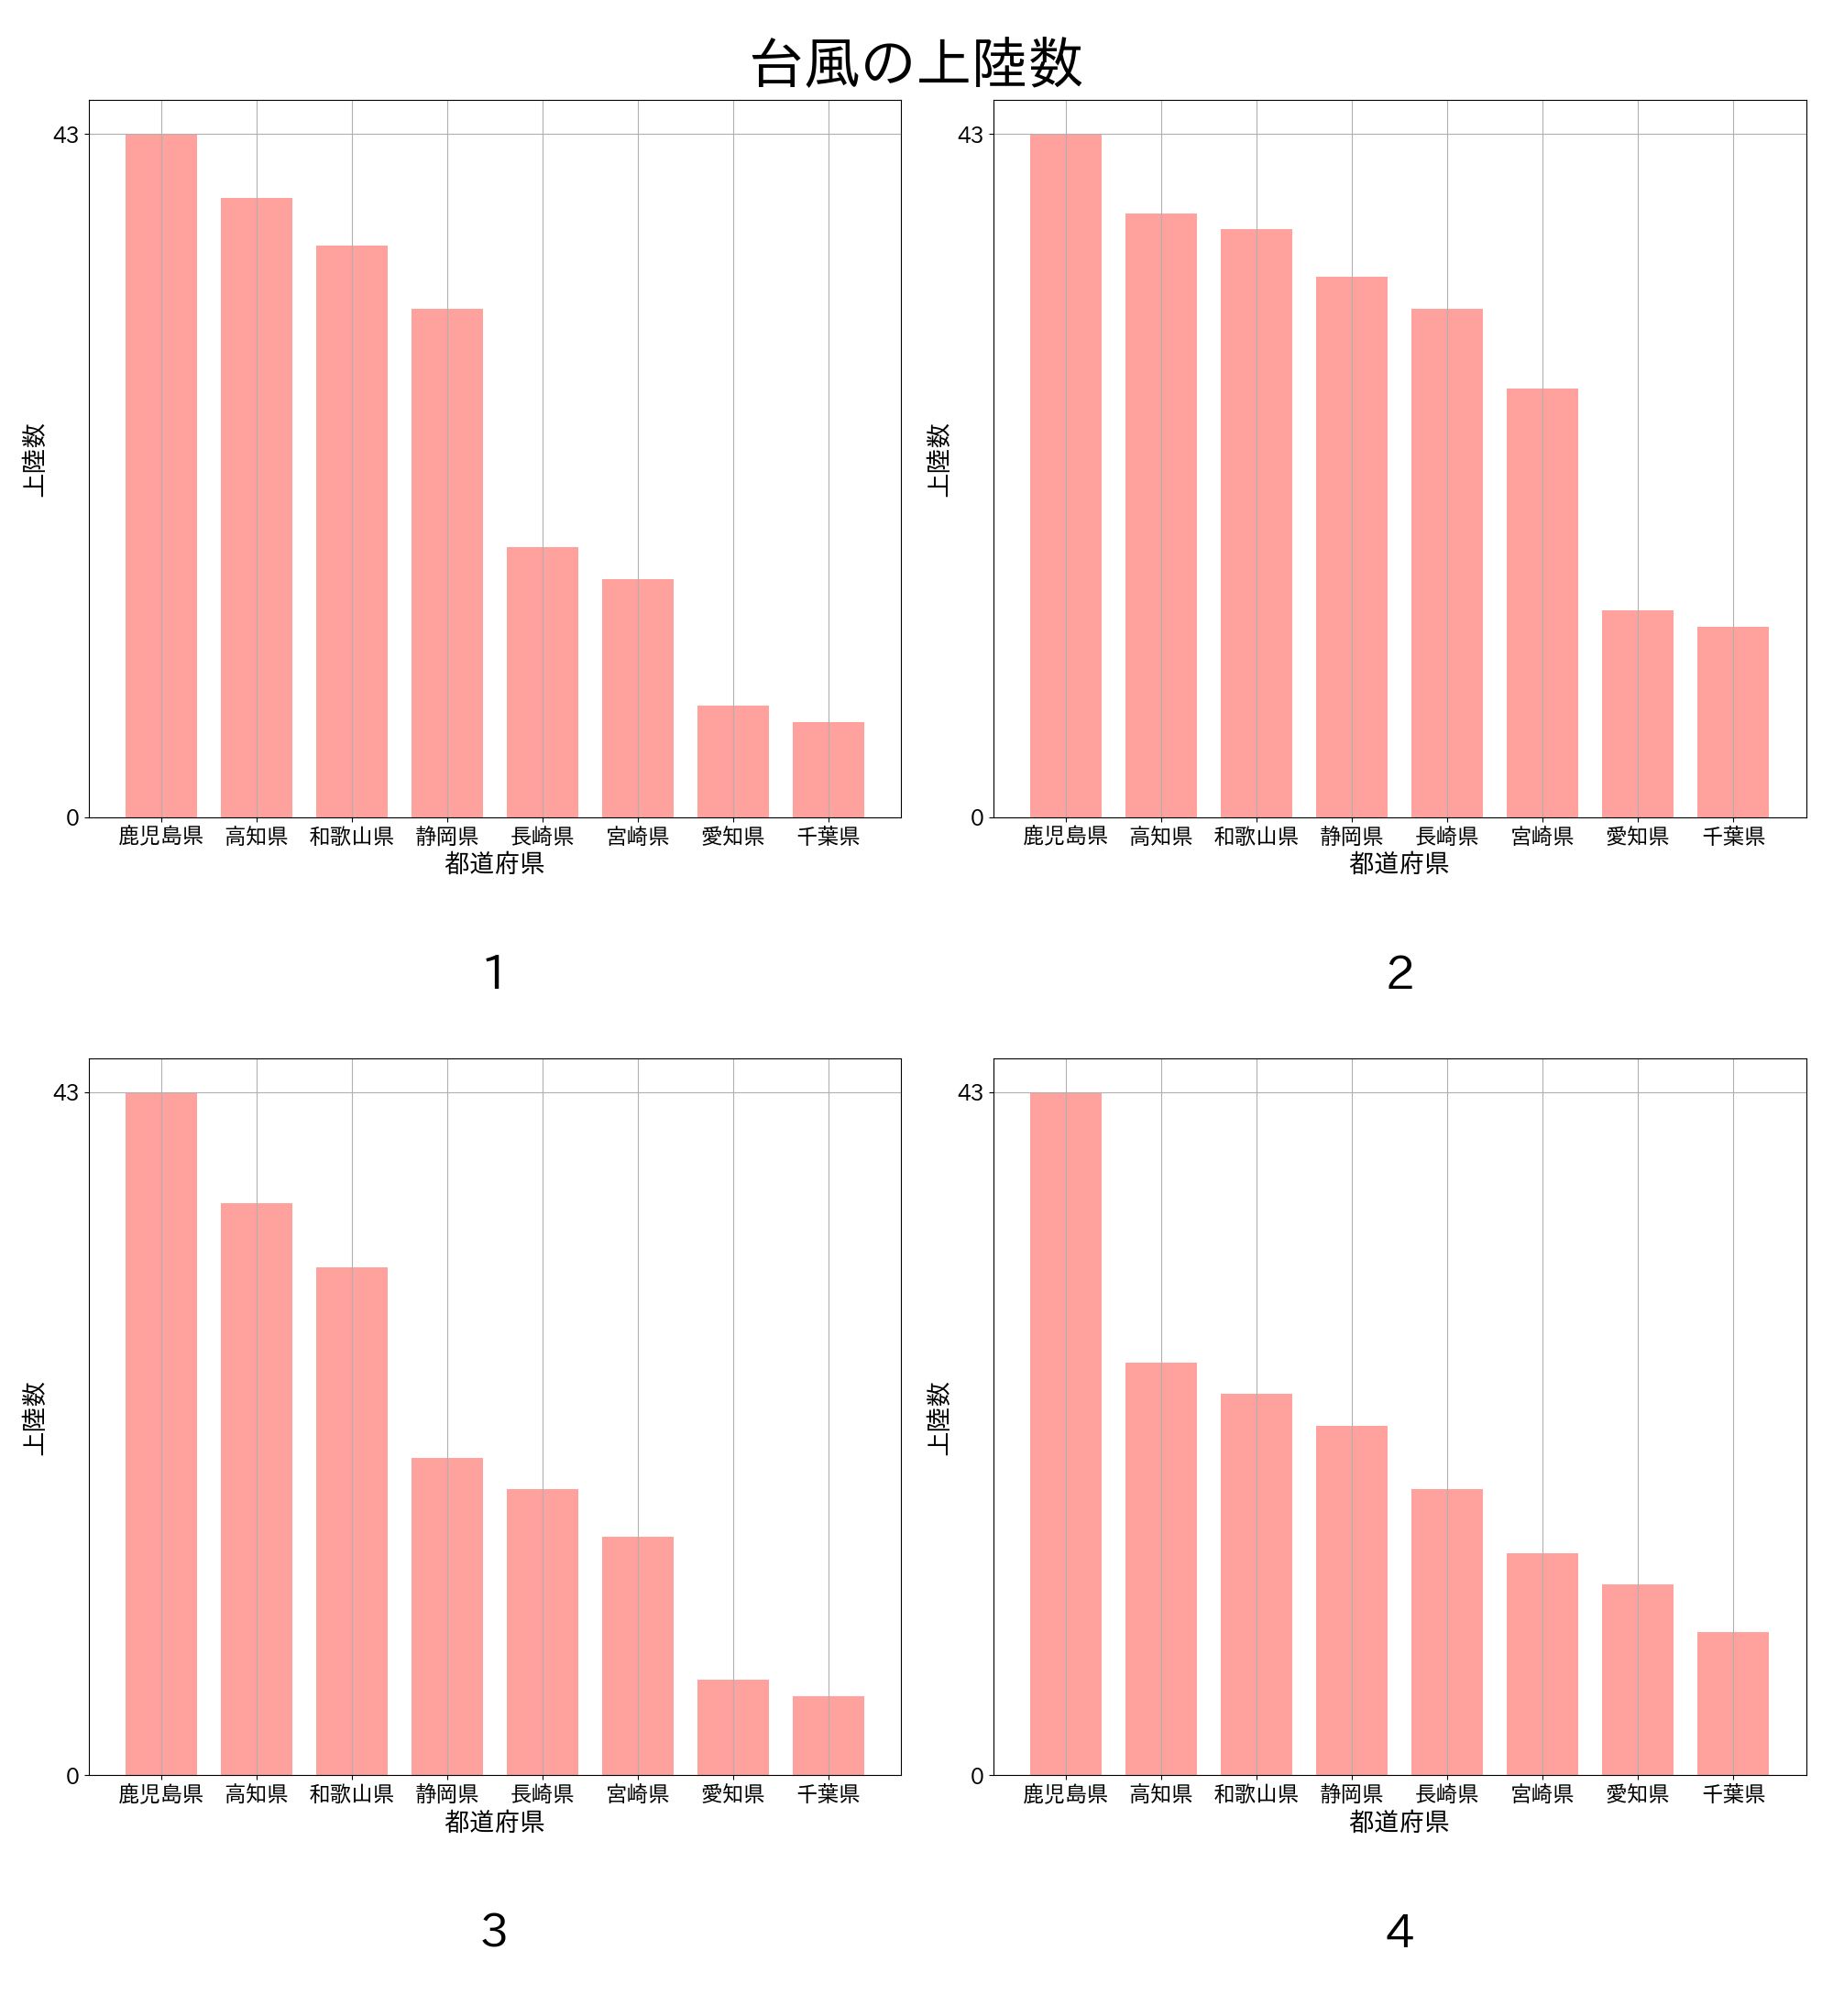 台風の上陸数
43
0
上陸数
鹿児島県 高知県 和歌山県 静岡県 長崎県 宮崎県 愛知県 千葉県
都道府県
1
43
0
上陸数
鹿児島県 高知県 和歌山県 静岡県 長崎県 宮崎県 愛知県 千葉県
都道府県
2
43
0
上陸数
鹿児島県 高知県 和歌山県 静岡県 長崎県 宮崎県 愛知県 千葉県
都道府県
3
43
0
上陸数
鹿児島県 高知県 和歌山県 静岡県 長崎県 宮崎県 愛知県 千葉県
都道府県
4